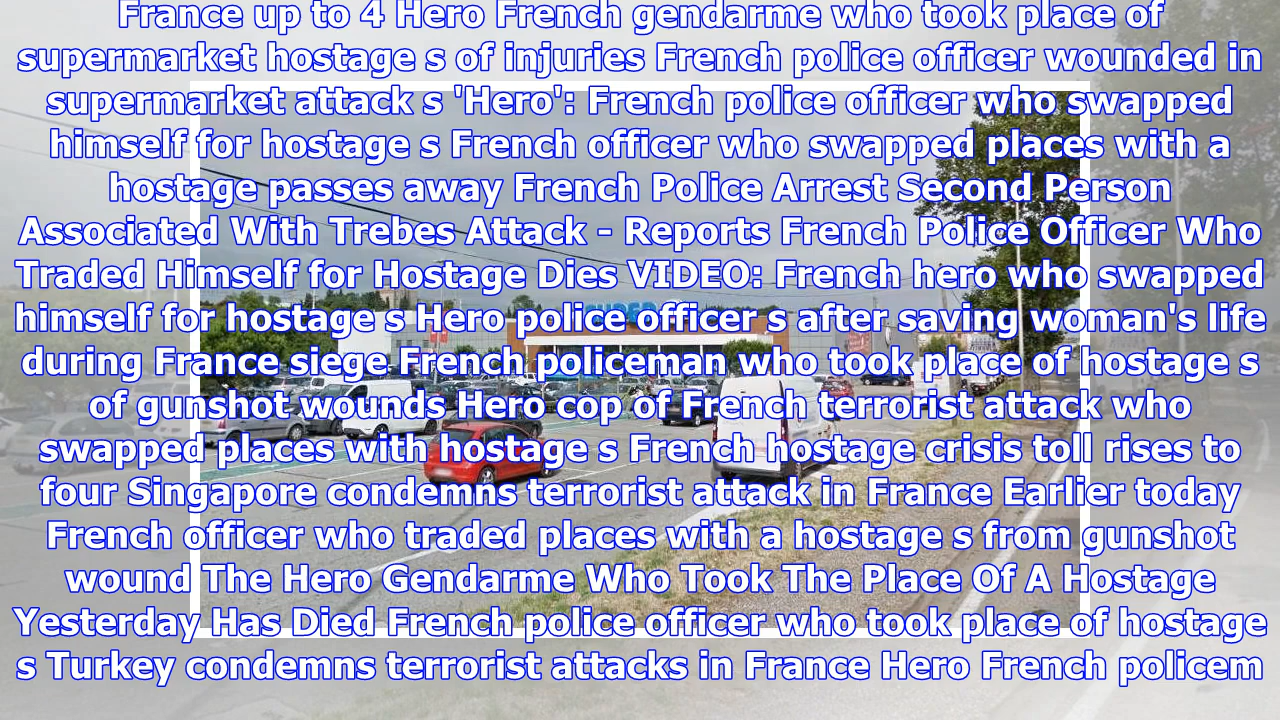 France up to 4 Hero French gendarme who took place of
supermarket hostage s of injuries French police officer wounded in
supermarket attack s 'Hero': French police officer who swapped
himself for hostage s French officer who swapped places with a
hostage passes away French Police Arrest Second Person
Associated With Trebes Attack - Reports French Police Officer Who
Traded Himself for Hostage Dies VIDEO: French hero who swapped
himself for hostage s Hero police officer s after saving woman's life
during France siege French policeman who took place of hostage s
of gunshot wounds Hero cop of French terrorist attack who
swapped places with hostage s French hostage crisis toll rises to
four Singapore condemns terrorist attack in France Earlier today
French officer who traded places with a hostage s from gunshot
wound The Hero Gendarme Who Took The Place Of A Hostage
Yesterday Has Died French police officer who took place of hostage
s Turkey condemns terrorist attacks in France Hero French policem